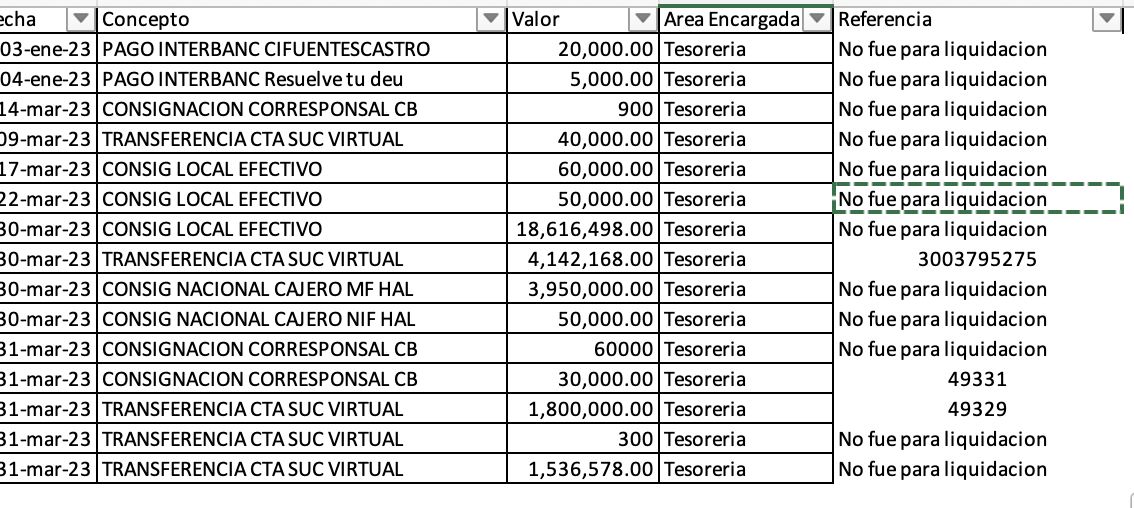 echa Concepto Valor Area Encargada Referencia
03-ene-23 PAGO INTERBANC CIFUENTESCASTRO 20,000.00 Tesoreria No fue para liquidacion
04-ene-23 PAGO INTERBANC Resuelve tu deu 5,000.00 Tesoreria No fue para liquidacion
14-mar-23 CONSIGNACION CORRESPONSAL CB 900 Tesoreria No fue para liquidacion
09-mar-23 TRANSFERENCIA CTA SUC VIRTUAL 40,000.00 Tesoreria No fue para liquidacion
17-mar-23 CONSIG LOCAL EFECTIVO 60,000.00 Tesoreria No fue para liquidacion
22-mar-23 CONSIG LOCAL EFECTIVO 50,000.00 Tesoreria No fue para liquidacion
30-mar-23 CONSIG LOCAL EFECTIVO 18,616,498.00 Tesoreria No fue para liquidacion
30-mar-23 TRANSFERENCIA CTA SUC VIRTUAL 4,142,168.00 Tesoreria 3003795275
30-mar-23 CONSIG NACIONAL CAJERO MF HAL 3,950,000.00 Tesoreria No fue para liquidacion
30-mar-23 CONSIG NACIONAL CAJERO NIF HAL 50,000.00 Tesoreria No fue para liquidacion
31-mar-23 CONSIGNACION CORRESPONSAL CB 60000 Tesoreria No fue para liquidacion
31-mar-23 CONSIGNACION CORRESPONSAL CB 30,000.00 Tesoreria 49331
31-mar-23 TRANSFERENCIA CTA SUC VIRTUAL 1,800,000.00 Tesoreria 49329
31-mar-23 TRANSFERENCIA CTA SUC VIRTUAL 300 Tesoreria No fue para liquidacion
31-mar-23 TRANSFERENCIA CTA SUC VIRTUAL 1,536,578.00 Tesoreria No fue para liquidacion